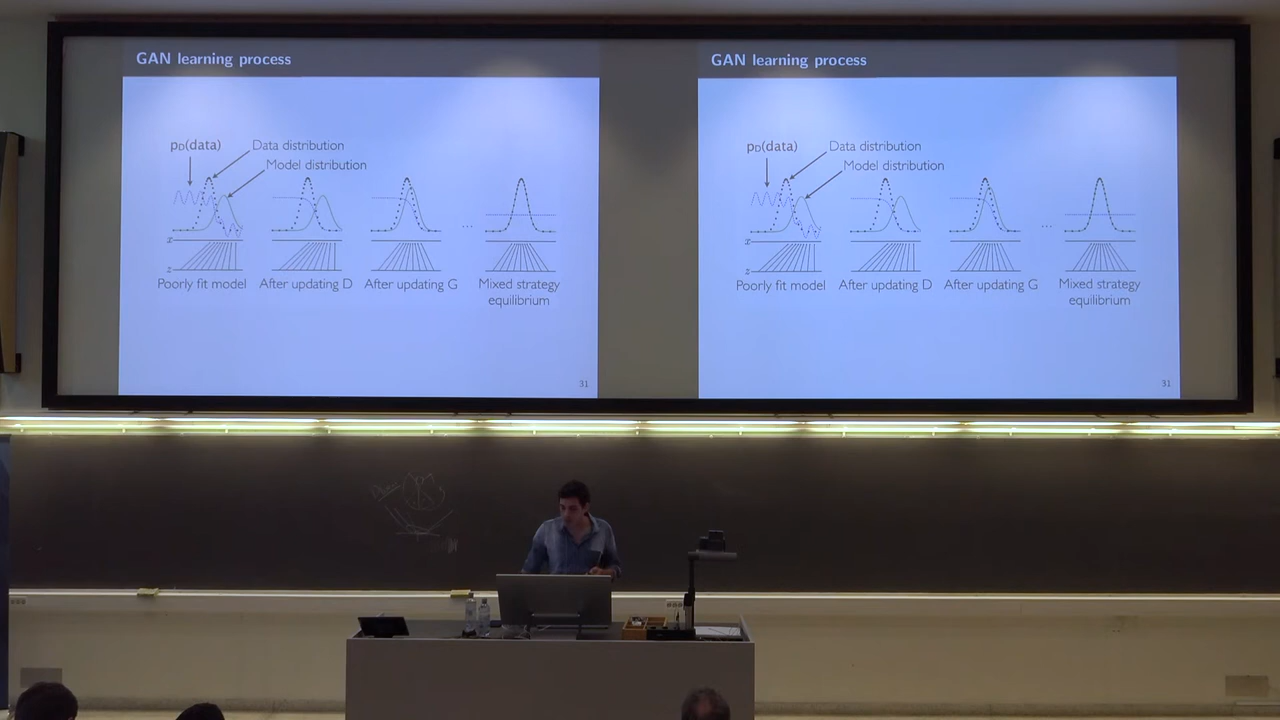 GAN learning process
p_D(data)
Data distribution
Model distribution
x
z
...
Poorly fit model
After updating D
After updating G
Mixed strategy
equilibrium
31
GAN learning process
p_D(data)
Data distribution
Model distribution
x
z
...
Poorly fit model
After updating D
After updating G
Mixed strategy
equilibrium
31